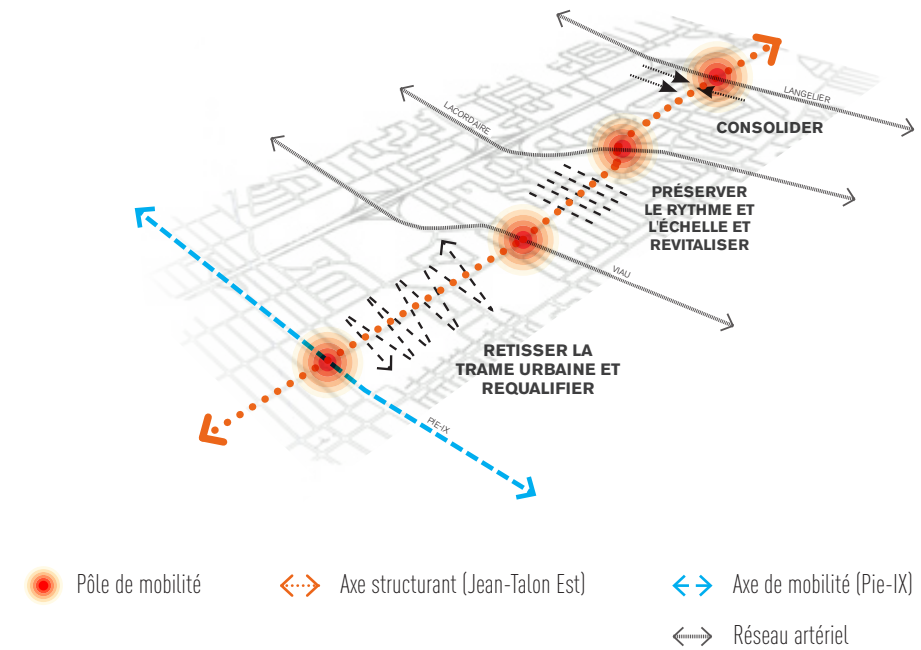 LANGELIER
LACORDAIRE
CONSOLIDER
PRÉSERVER
LE RYTHME ET
L'ÉCHELLE ET
REVITALISER
VIAU
RETISSER LA
TRAME URBAINE ET
REQUALIFIER
PIE-IX
Pôle de mobilité
Axe structurant (Jean-Talon Est)
Axe de mobilité (Pie-IX)
Réseau artériel